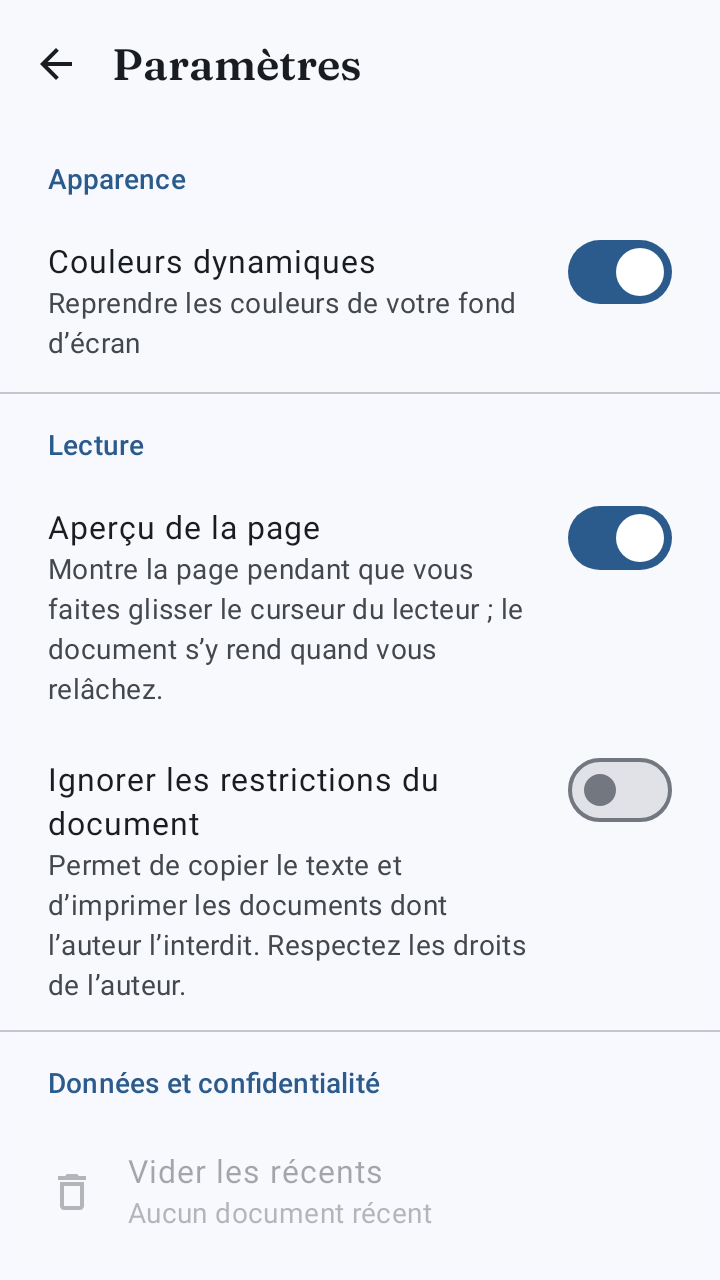 Paramètres
Apparence
Couleurs dynamiques
Reprendre les couleurs de votre fond
d’écran
Lecture
Aperçu de la page
Montre la page pendant que vous
faites glisser le curseur du lecteur ; le
document s’y rend quand vous
relâchez.
Ignorer les restrictions du
document
Permet de copier le texte et
d’imprimer les documents dont
l’auteur l’interdit. Respectez les droits
de l’auteur.
Données et confidentialité
Vider les récents
Aucun document récent